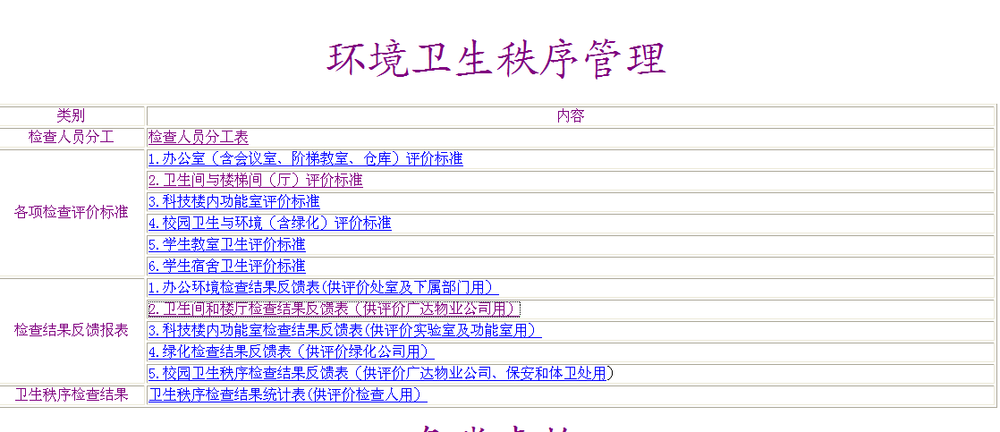 环境卫生秩序管理
类别 内容
检查人员分工 检查人员分工表
各项检查评价标准
1.办公室（含会议室、阶梯教室、仓库）评价标准
2.卫生间与楼梯间（厅）评价标准
3.科技楼内功能室评价标准
4.校园卫生与环境（含绿化）评价标准
5.学生教室卫生评价标准
6.学生宿舍卫生评价标准
检查结果反馈报表
1.办公环境检查结果反馈表(供评价处室及下属部门用）
2.卫生间和楼厅检查结果反馈表（供评价广达物业公司用）
3.科技楼内功能室检查结果反馈表(供评价实验室及功能室用）
4.绿化检查结果反馈表（供评价绿化公司用）
5.校园卫生秩序检查结果反馈表（供评价广达物业公司、保安和体卫处用)
卫生秩序检查结果 卫生秩序检查结果统计表(供评价检查人用）